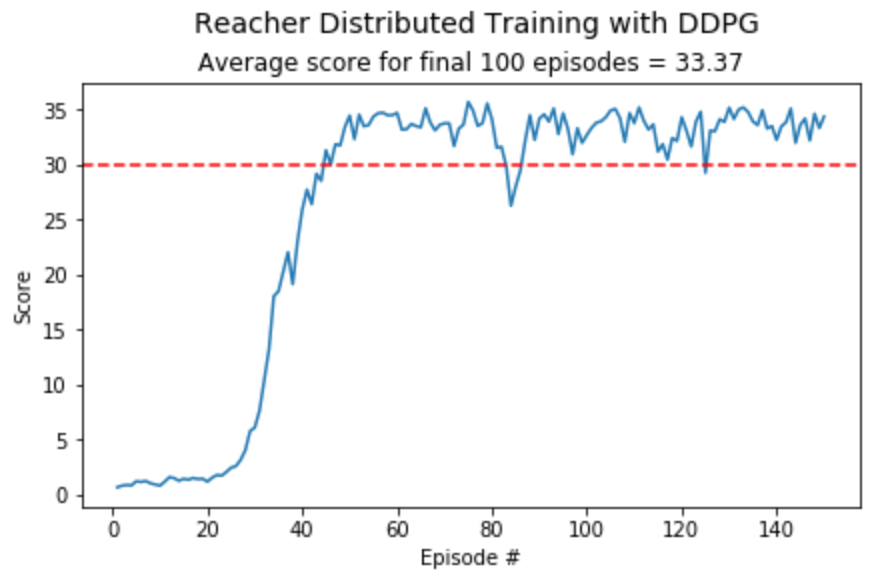 Reacher Distributed Training with DDPG
Average score for final 100 episodes = 33.37
35
30
25
20
15
10
5
0
Score
0 20 40 60 80 100 120 140
Episode #